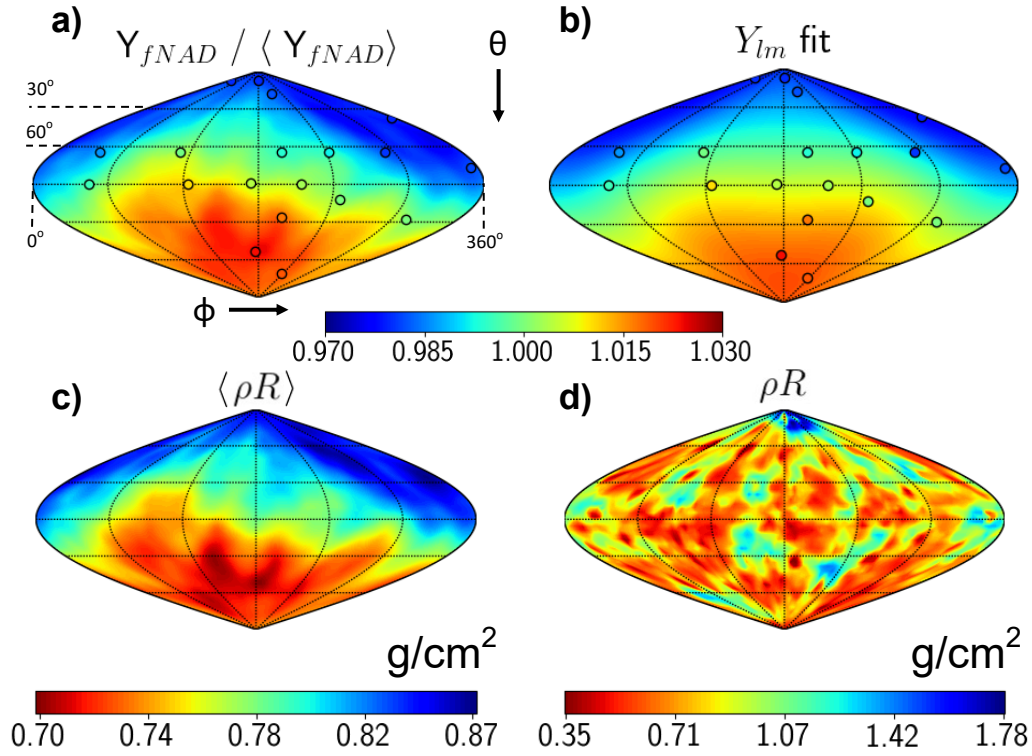 a)
Y_fNAD / ⟨ Y_fNAD⟩
θ
b)
Y_lm fit
30°
60°
0°
360°
ϕ
0.970 0.985 1.000 1.015 1.030
c)
⟨ρR⟩
d)
ρR
g/cm²
g/cm²
0.70 0.74 0.78 0.82 0.87
0.35 0.71 1.07 1.42 1.78